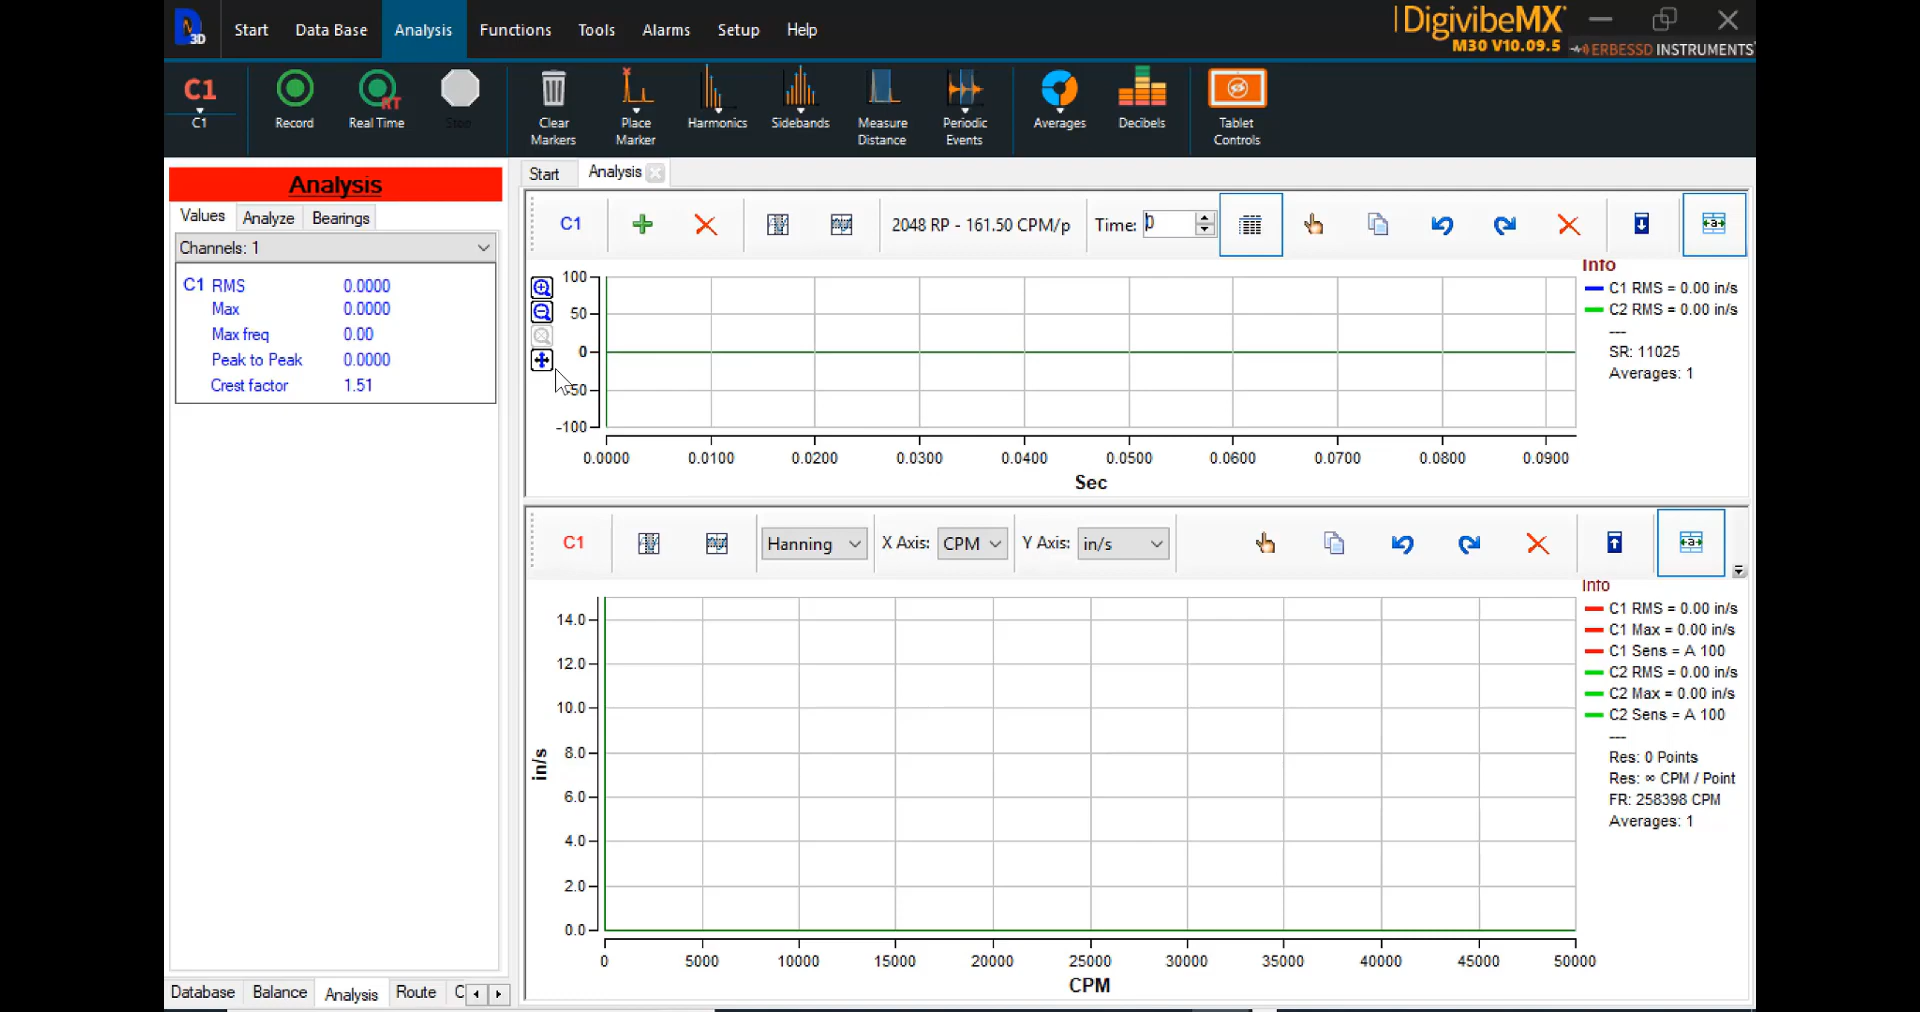 3D Start Data Base Analysis Functions Tools Alarms Setup Help
DigivibeMX
M30 V10.09.5 ERBESSD INSTRUMENTS
C1
C1 Record Real Time RT Stop Clear Markers Place Marker Harmonics Sidebands Measure Distance Periodic Events Averages Decibels Tablet Controls
Analysis
Values Analyze Bearings
Channels: 1
C1 RMS 0.0000
Max 0.0000
Max freq 0.00
Peak to Peak 0.0000
Crest factor 1.51
Database Balance Analysis Route C
Start Analysis
C1 2048 RP - 161.50 CPM/p Time: 0
100
50
0
-50
-100
0.0000 0.0100 0.0200 0.0300 0.0400 0.0500 0.0600 0.0700 0.0800 0.0900
Sec
Info
C1 RMS = 0.00 in/s
C2 RMS = 0.00 in/s
---
SR: 11025
Averages: 1
C1 Hanning X Axis: CPM Y Axis: in/s
14.0
12.0
10.0
8.0
6.0
4.0
2.0
0.0
in/s
0 5000 10000 15000 20000 25000 30000 35000 40000 45000 50000
CPM
Info
C1 RMS = 0.00 in/s
C1 Max = 0.00 in/s
C1 Sens = A 100
C2 RMS = 0.00 in/s
C2 Max = 0.00 in/s
C2 Sens = A 100
---
Res: 0 Points
Res: ∞ CPM / Point
FR: 258398 CPM
Averages: 1